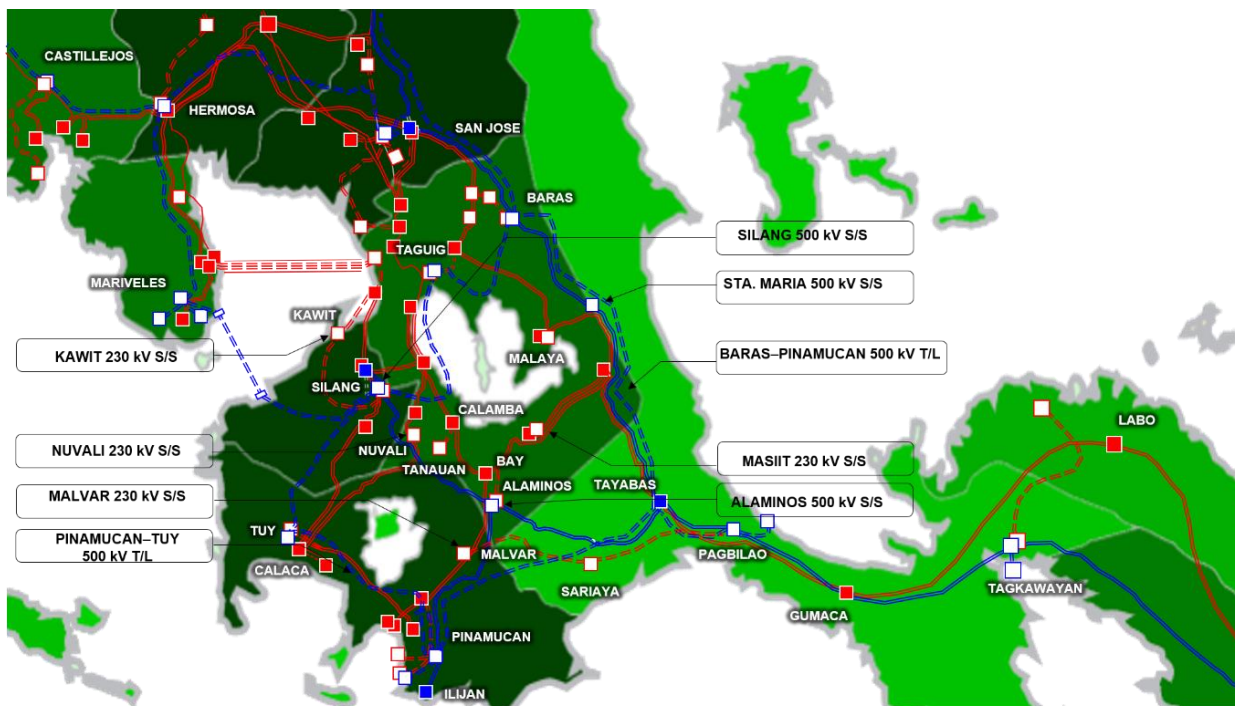 CASTILLEJOS
HERMOSA
SAN JOSE
BARAS
SILANG 500 kV S/S
TAGUIG
MARIVELES
STA. MARIA 500 kV S/S
KAWIT
KAWIT 230 kV S/S
MALAYA
BARAS–PINAMUCAN 500 kV T/L
SILANG
CALAMBA
LABO
NUVALI 230 kV S/S
NUVALI
TANAUAN
BAY
MASIIT 230 kV S/S
ALAMINOS
TAYABAS
MALVAR 230 kV S/S
ALAMINOS 500 kV S/S
TUY
PINAMUCAN–TUY
500 kV T/L
MALVAR
PAGBILAO
CALACA
SARIAYA
TAGKAWAYAN
GUMACA
PINAMUCAN
ILIJAN